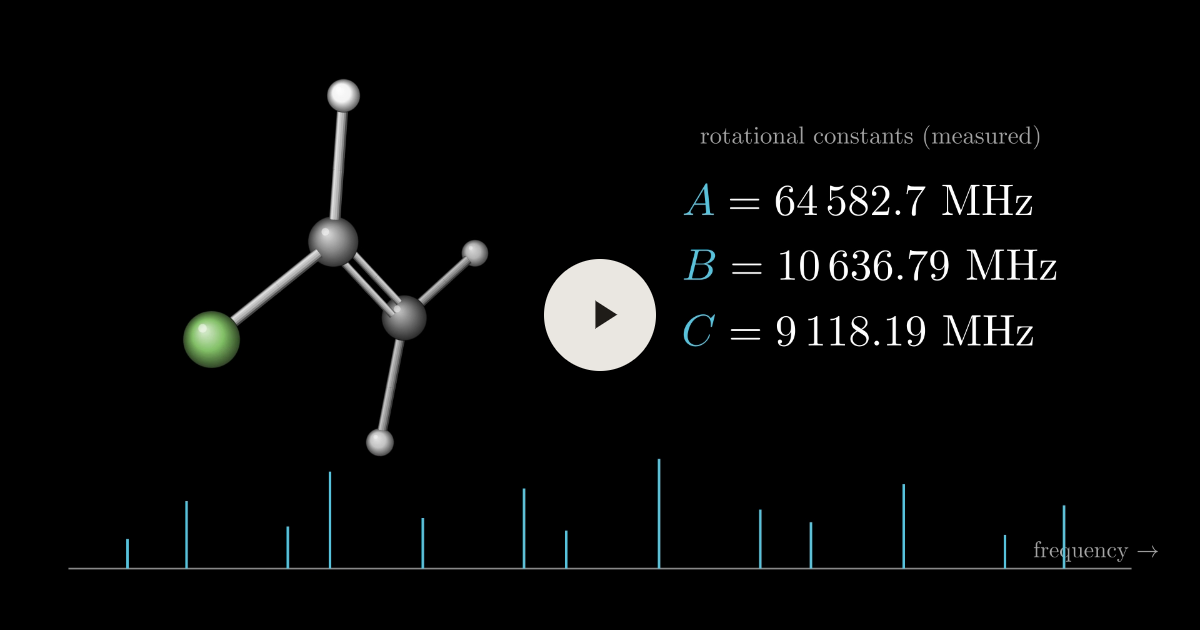 rotational constants (measured)
A = 64 582.7 MHz
B = 10 636.79 MHz
C = 9 118.19 MHz
frequency →